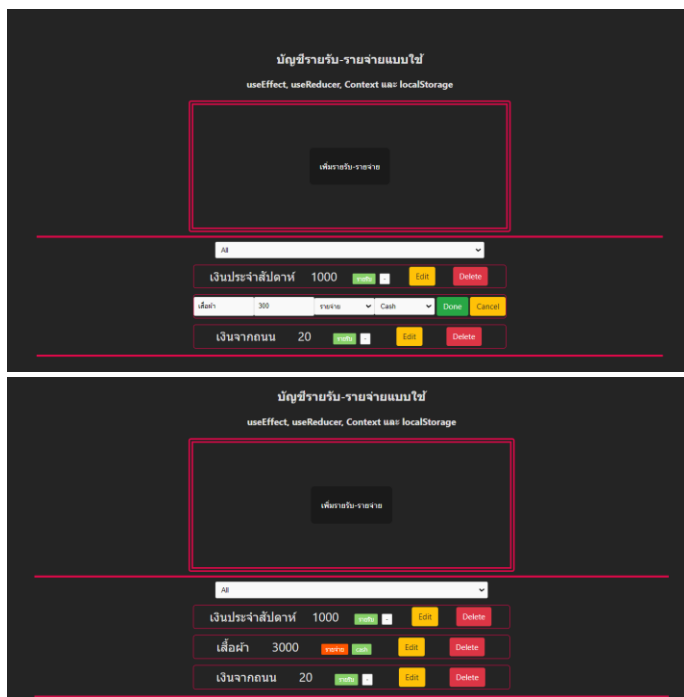 บัญชีรายรับ-รายจ่ายแบบใช้
useEffect, useReducer, Context และ localStorage
เพิ่มรายรับ-รายจ่าย
All
เงินประจำสัปดาห์ 1000 รายรับ - Edit Delete
เสื้อผ้า 300 รายจ่าย Cash Done Cancel
เงินจากถนน 20 รายรับ - Edit Delete
บัญชีรายรับ-รายจ่ายแบบใช้
useEffect, useReducer, Context และ localStorage
เพิ่มรายรับ-รายจ่าย
All
เงินประจำสัปดาห์ 1000 รายรับ - Edit Delete
เสื้อผ้า 3000 รายจ่าย cash Edit Delete
เงินจากถนน 20 รายรับ - Edit Delete